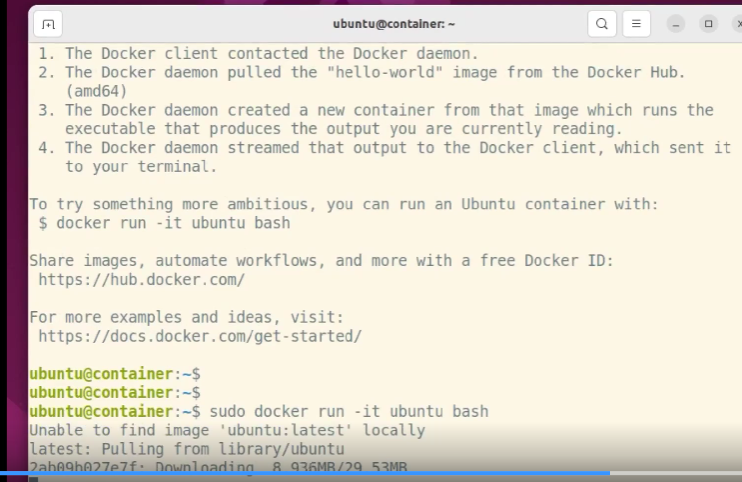 ubuntu@container: ~
1. The Docker client contacted the Docker daemon.
2. The Docker daemon pulled the "hello-world" image from the Docker Hub.
(amd64)
3. The Docker daemon created a new container from that image which runs the
executable that produces the output you are currently reading.
4. The Docker daemon streamed that output to the Docker client, which sent it
to your terminal.
To try something more ambitious, you can run an Ubuntu container with:
$ docker run -it ubuntu bash
Share images, automate workflows, and more with a free Docker ID:
https://hub.docker.com/
For more examples and ideas, visit:
https://docs.docker.com/get-started/
ubuntu@container:~$
ubuntu@container:~$
ubuntu@container:~$ sudo docker run -it ubuntu bash
Unable to find image 'ubuntu:latest' locally
latest: Pulling from library/ubuntu
2ab09b027e7f: Downloading 8.936MB/29.53MB